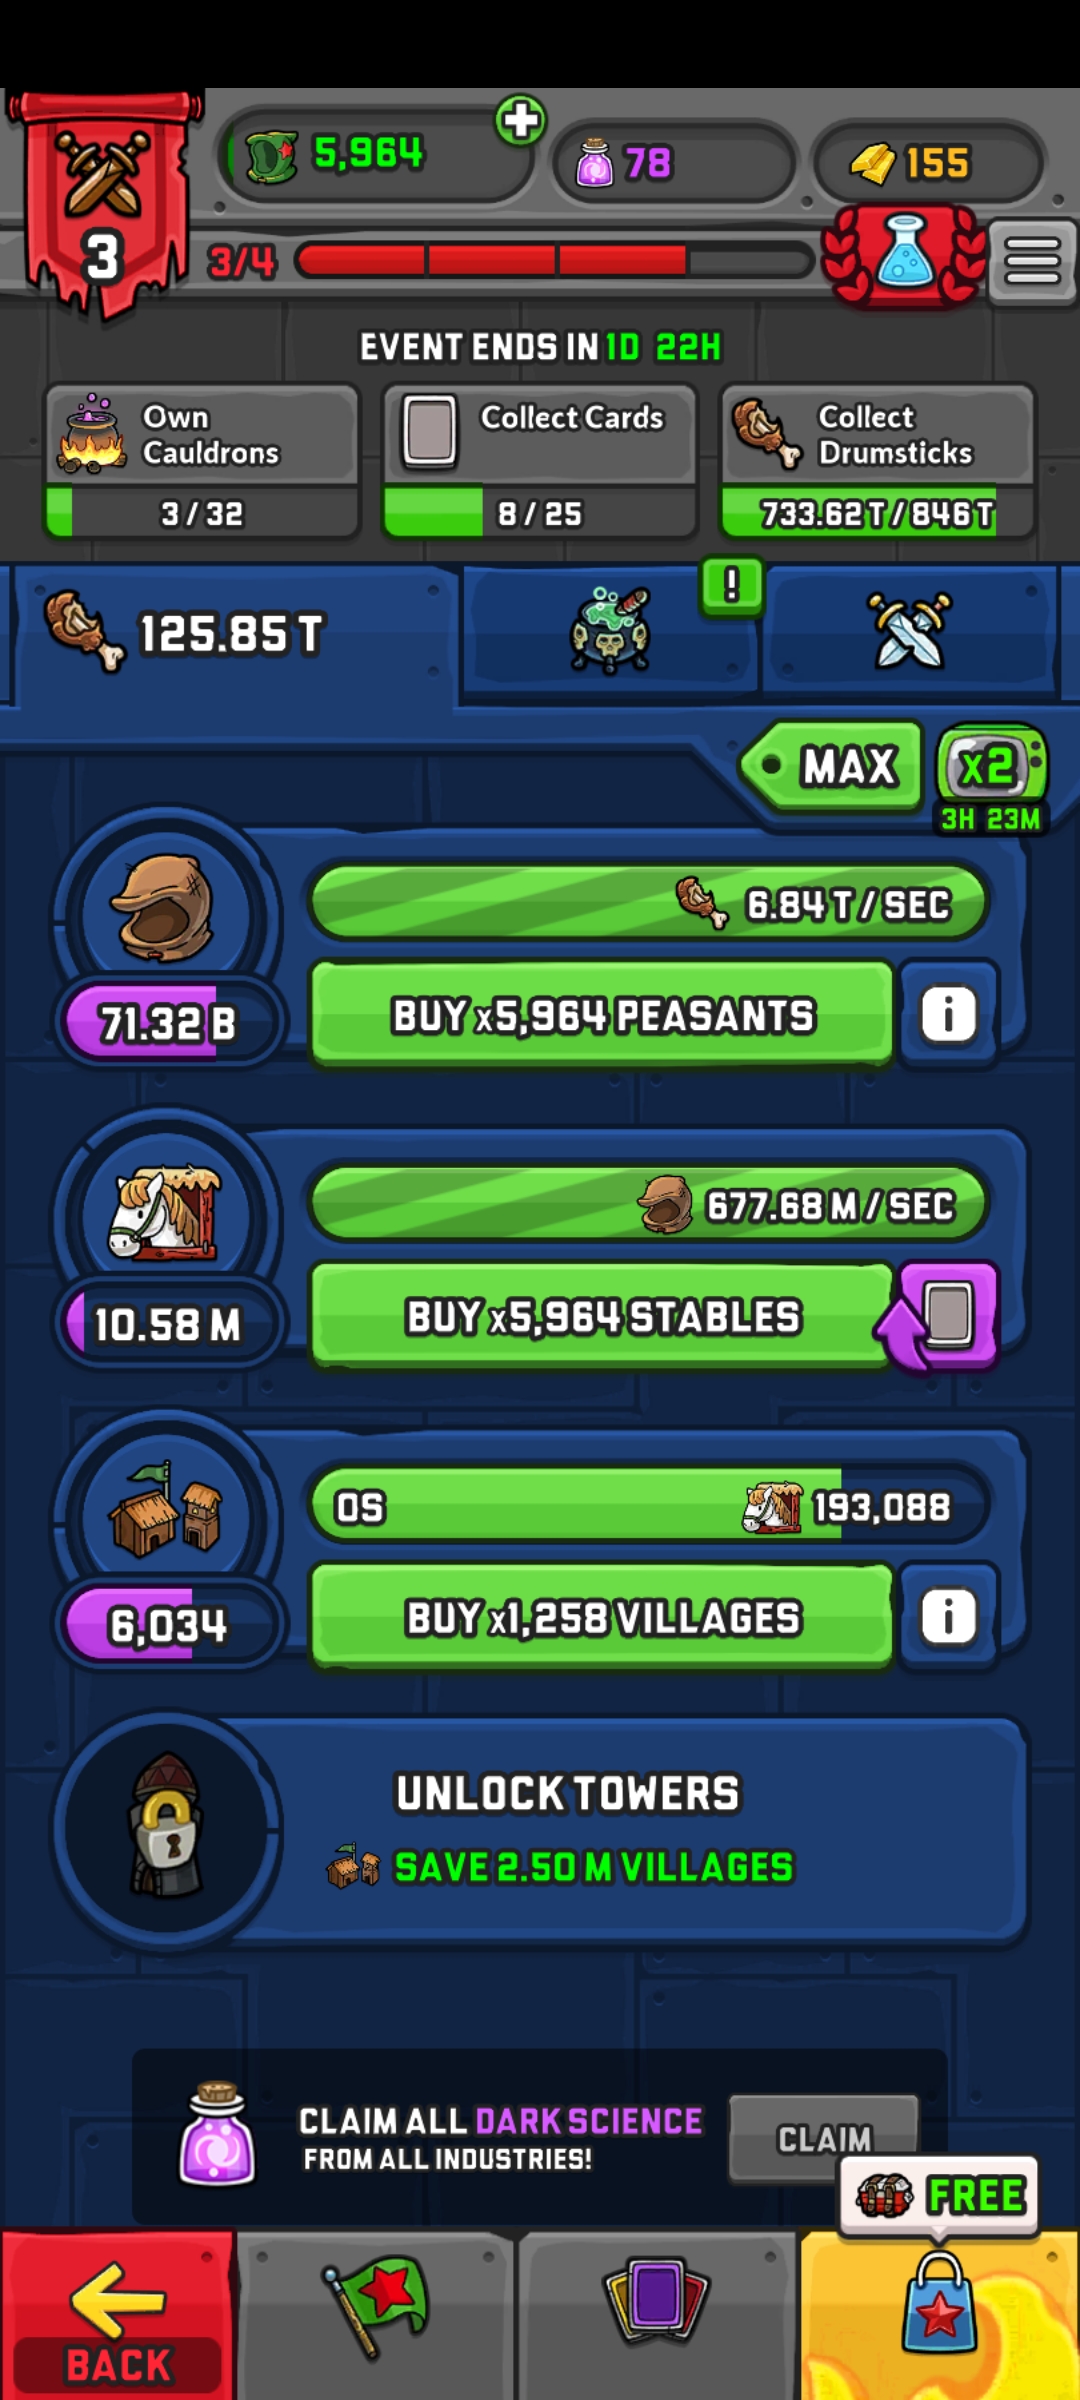 5,964
78
155
3
3/4
EVENT ENDS IN 1D 22H
Own
Cauldrons
3 / 32
Collect Cards
8 / 25
Collect
Drumsticks
733.62 T / 846 T
125.85 T
!
MAX
x2
3H 23M
6.84 T / SEC
71.32 B
BUY x5,964 PEASANTS
i
677.68 M / SEC
10.58 M
BUY x5,964 STABLES
0S
193,088
6,034
BUY x1,258 VILLAGES
i
UNLOCK TOWERS
SAVE 2.50 M VILLAGES
CLAIM ALL DARK SCIENCE
FROM ALL INDUSTRIES!
CLAIM
FREE
BACK